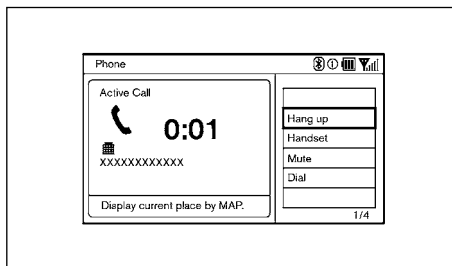 Phone
Active Call
0:01
XXXXXXXXXXXX
Display current place by MAP.
Hang up
Handset
Mute
Dial
1/4